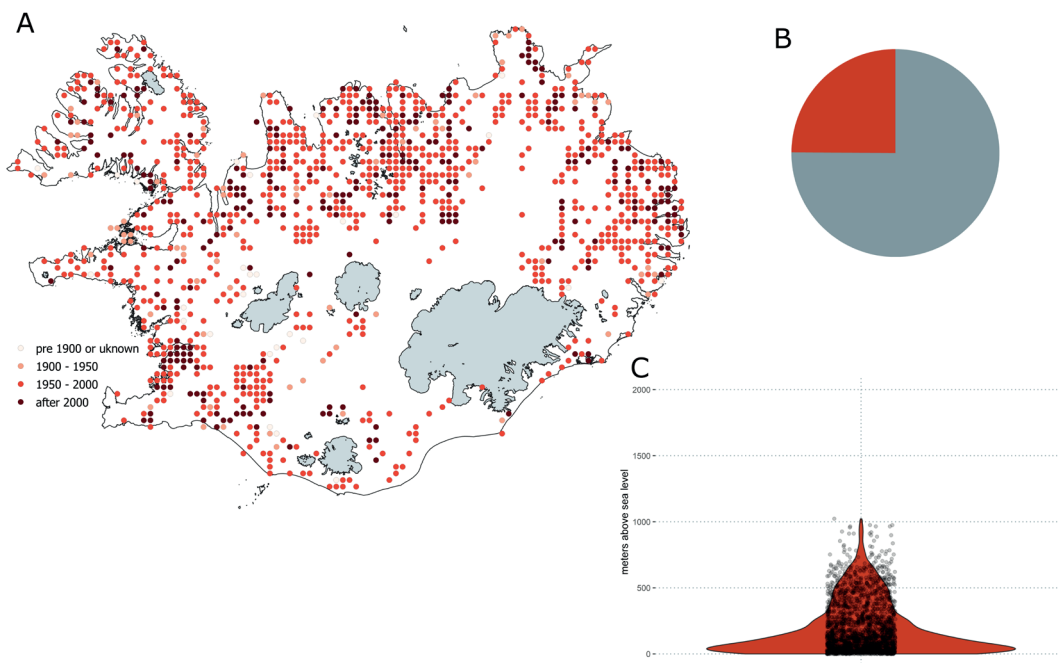 A
B
pre 1900 or uknown
1900 - 1950
1950 - 2000
after 2000
C
meters above sea level
2000
1500
1000
500
0